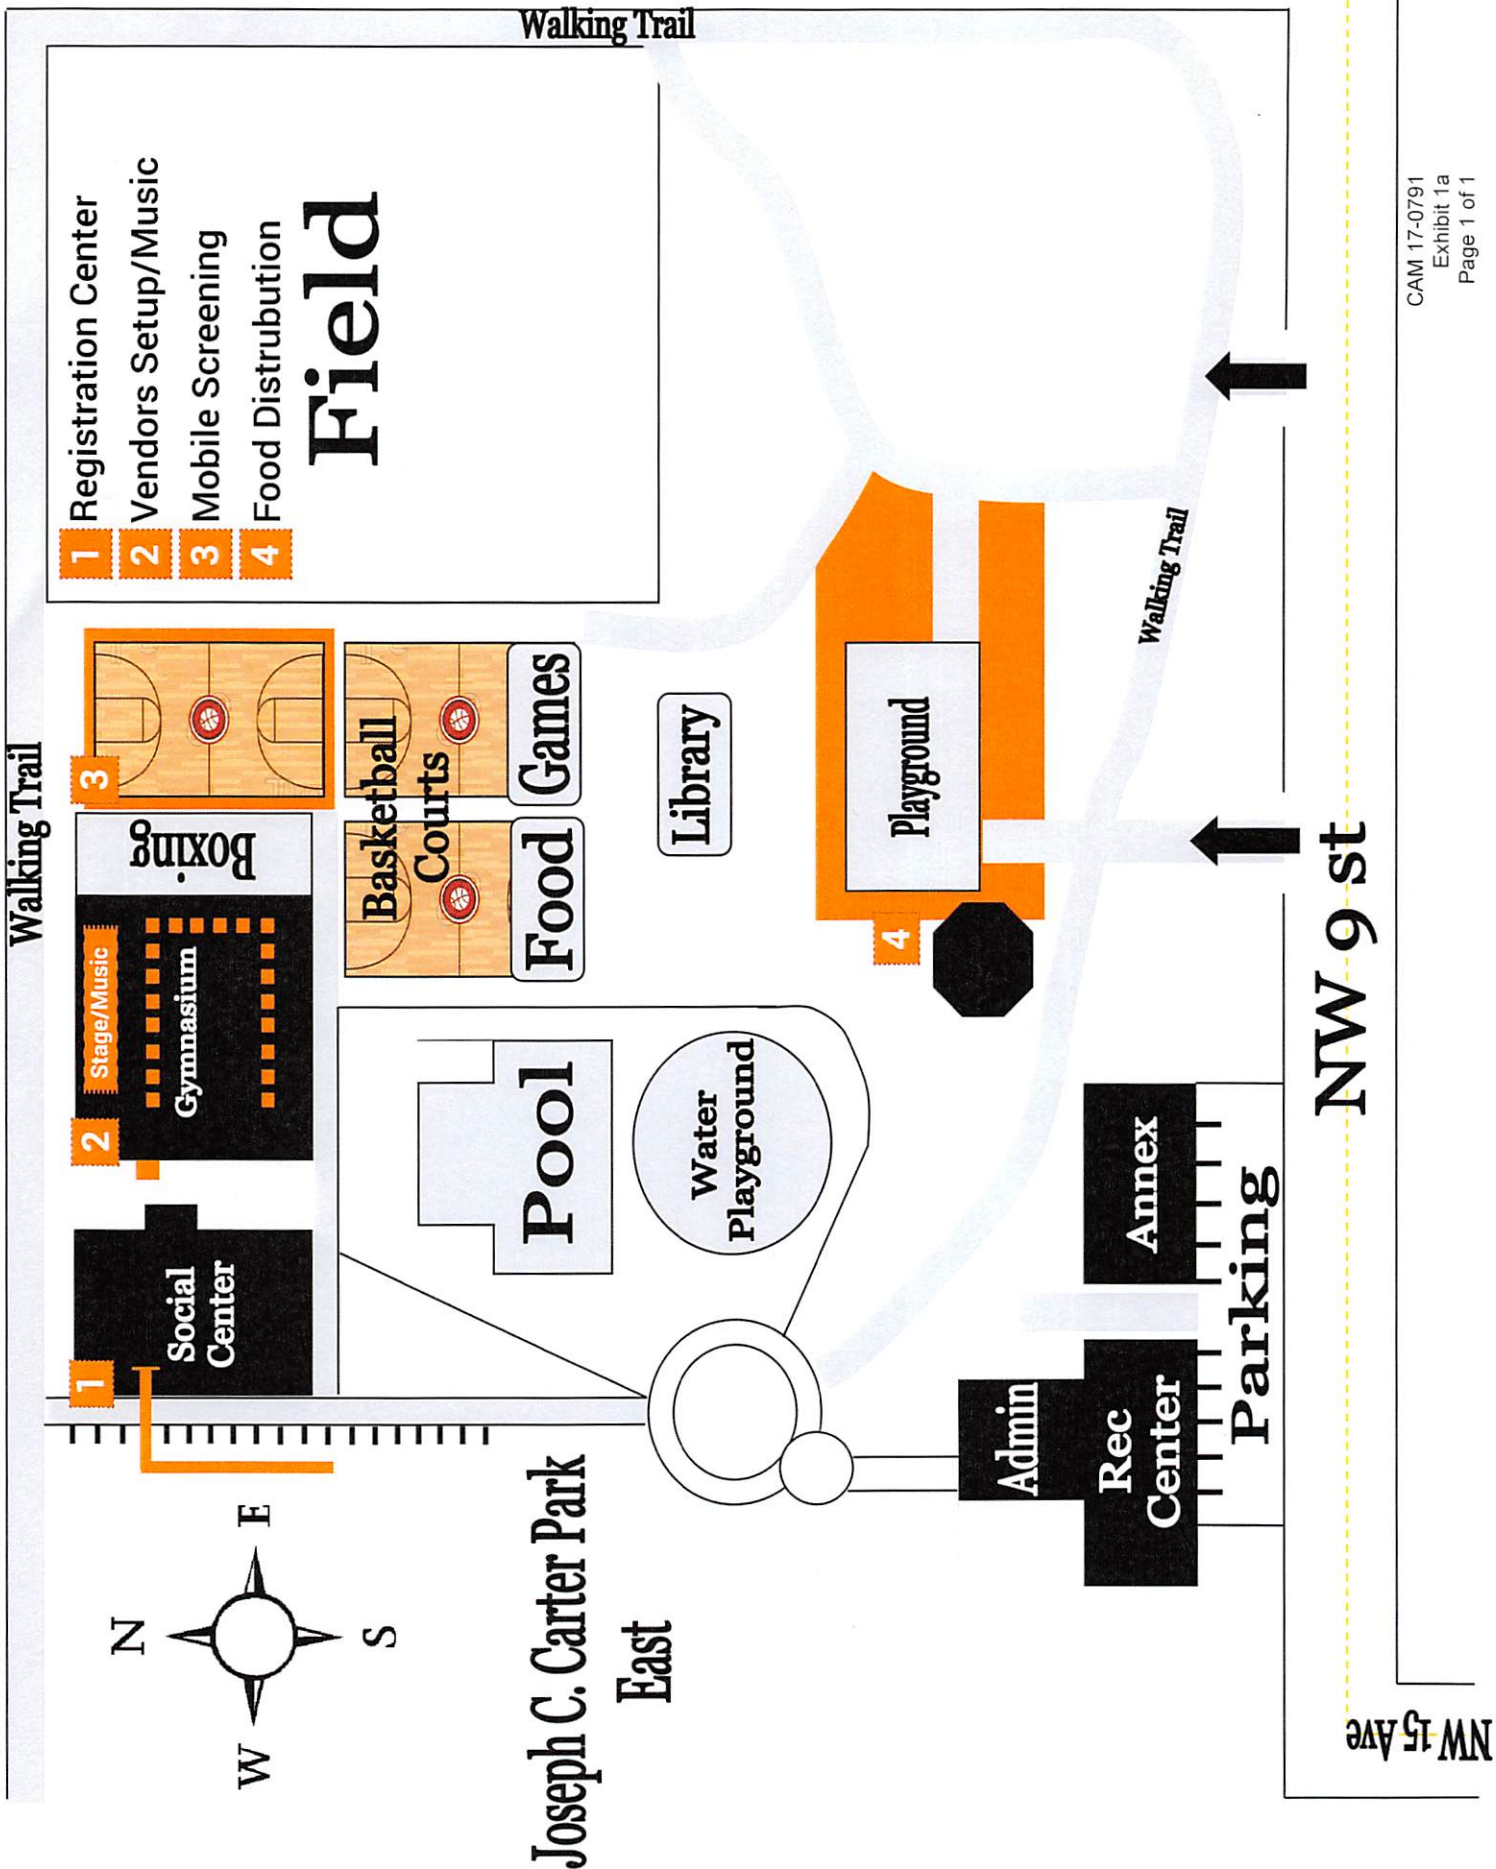 Walking Trail
Walking Trail
1 Registration Center
2 Vendors Setup/Music
3 Mobile Screening
4 Food Distrubution
Field
N
W
E
S
1
Social
Center
2
Stage/Music
Gymnasium
Boxing
3
Basketball
Courts
Food
Games
Joseph C. Carter Park
East
Pool
Water
Playground
Library
4
Playground
Walking Trail
Admin
Rec
Center
Annex
Parking
NW 9 st
NW 15 Ave
CAM 17-0791
Exhibit 1a
Page 1 of 1